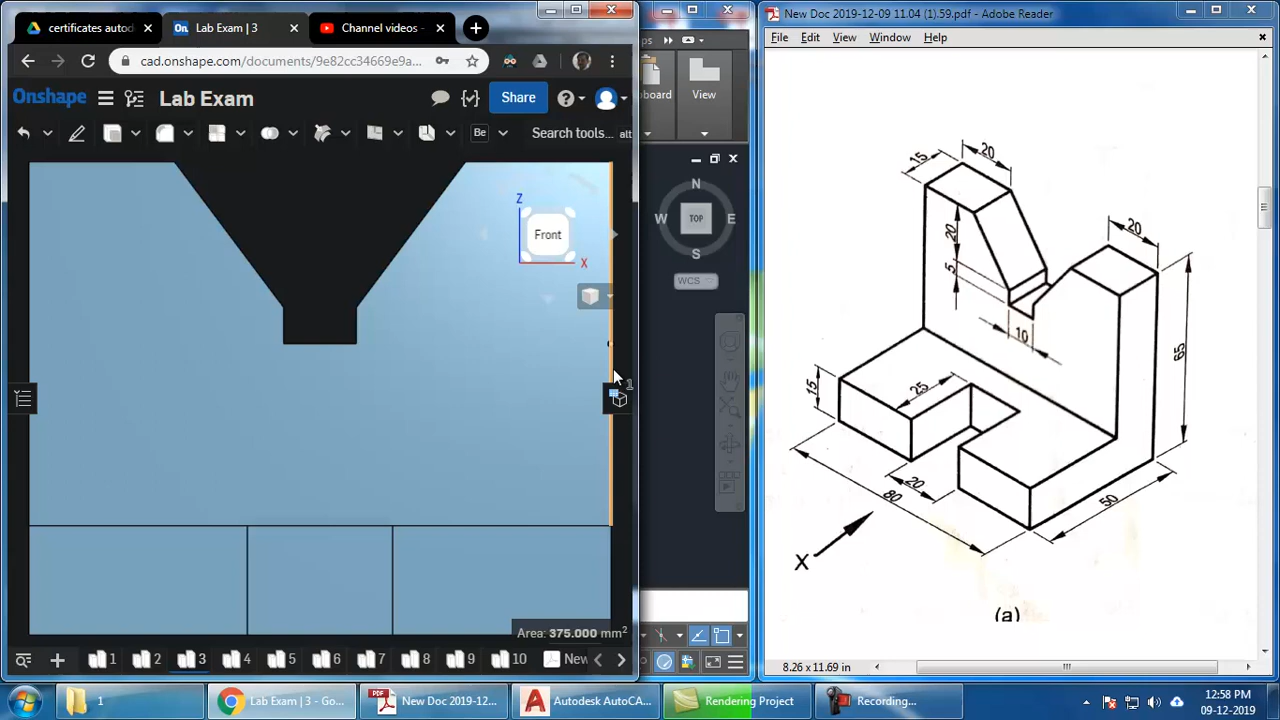 certificates autod
Lab Exam | 3
Channel videos -
cad.onshape.com/documents/9e82cc34669e9a...
Onshape
Lab Exam
Share
Be
Search tools...
alt
Z
Front
X
1
Area: 375.000 mm²
1
2
3
4
5
6
7
8
9
10
New
ps
board
View
N
W
TOP
E
S
WCS
New Doc 2019-12-09 11.04 (1).59.pdf - Adobe Reader
File
Edit
View
Window
Help
15
20
20
20
5
10
65
15
25
20
80
50
X
(a)
8.26 x 11.69 in
1
Lab Exam | 3 - Go...
New Doc 2019-12-...
Autodesk AutoCA...
Rendering Project
Recording...
12:58 PM
09-12-2019